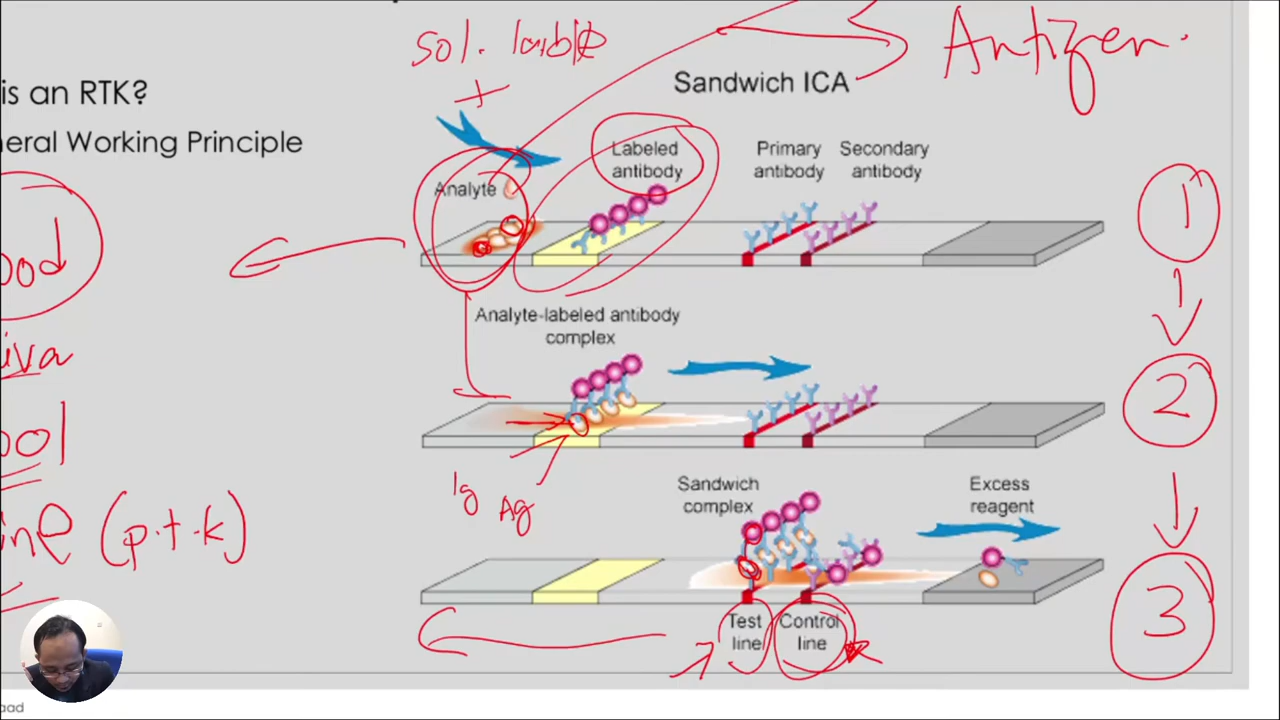 sol. lable
+
Antigen.
is an RTK?
neral Working Principle
Sandwich ICA
Analyte
Labeled
antibody
Primary
antibody
Secondary
antibody
1
ood
iva
ool
ine (p.t.k)
Analyte-labeled antibody
complex
2
Ig
Ag
Sandwich
complex
Excess
reagent
Test
line
Control
line
3
aad